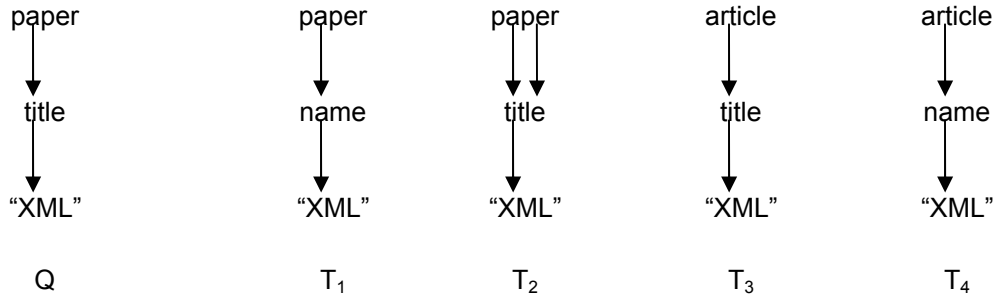 paper paper paper article article
title name title title name
“XML” “XML” “XML” “XML” “XML”
Q T₁ T₂ T₃ T₄